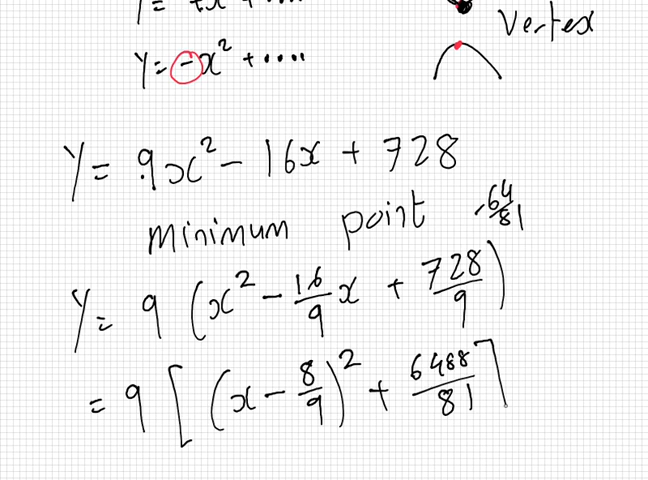 Y = +x² + ....
Vertex
Y = -x² + ....
Y = 9x² - 16x + 728
minimum point -64/81
Y = 9 (x² - 16/9 x + 728/9)
= 9 [(x - 8/9)² + 6488/81]